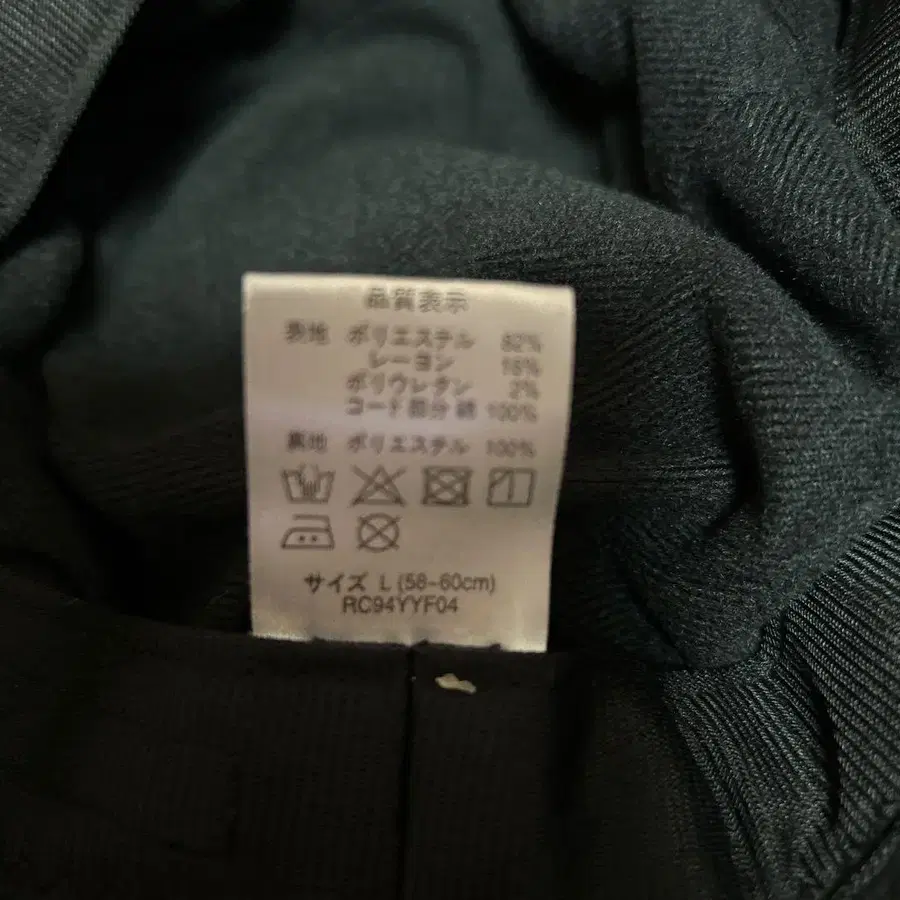 品質表示
表地 ポリエステル 82%
レーヨン 16%
ポリウレタン 2%
コード部分 綿 100%
裏地 ポリエステル 100%
サイズ L (58~60cm)
RC94YYF04